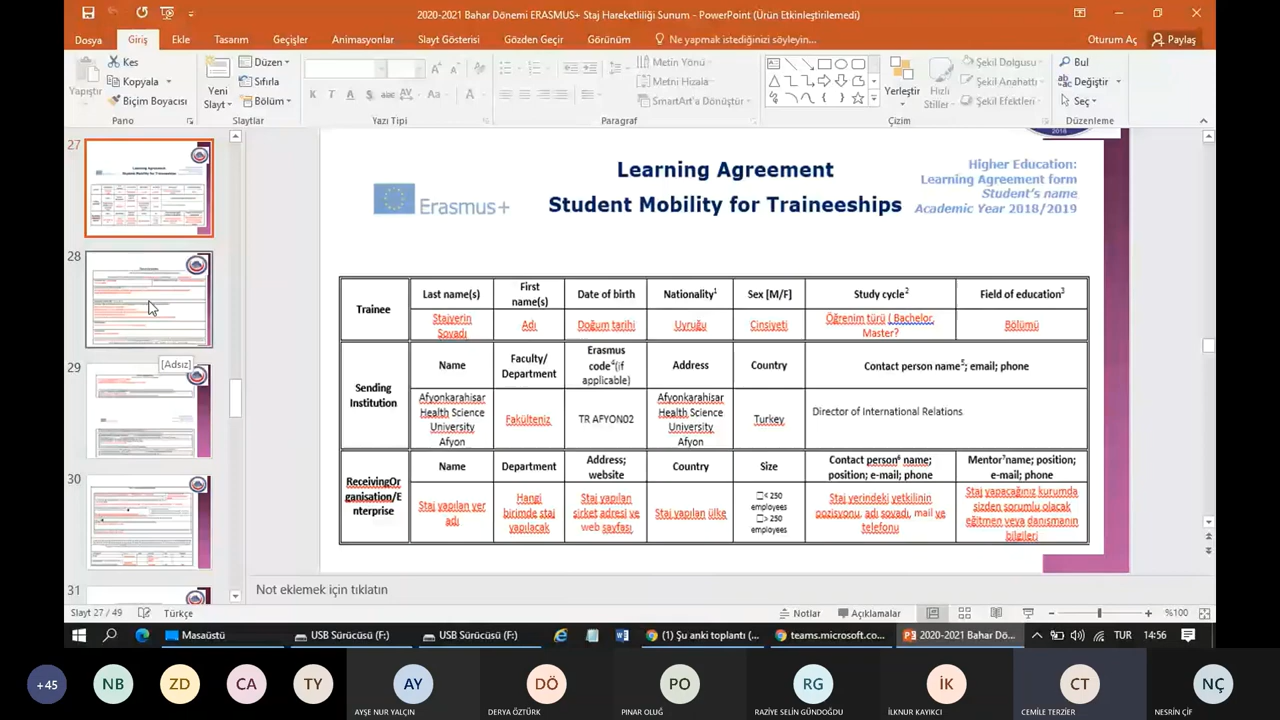 2020-2021 Bahar Dönemi ERASMUS+ Staj Hareketliliği Sunum - PowerPoint (Ürün Etkinleştirilemedi)
Dosya Giriş Ekle Tasarım Geçişler Animasyonlar Slayt Gösterisi Gözden Geçir Görünüm Ne yapmak istediğinizi söyleyin... Oturum Aç Paylaş
Yapıştır
Kes
Kopyala
Biçim Boyacısı
Pano
Yeni Slayt
Düzen
Sıfırla
Bölüm
Slaytlar
K T A S abc AV Aa A
Yazı Tipi
Metin Yönü
Metni Hizala
SmartArt'a Dönüştür
Paragraf
Yerleştir
Hızlı Stiller
Şekil Dolgusu
Şekil Anahattı
Şekil Efektleri
Çizim
Bul
Değiştir
Seç
Düzenleme
27
28
[Adsız]
29
30
31
2018
Erasmus+
Learning Agreement
Student Mobility for Traineeships
Higher Education:
Learning Agreement form
Student's name
Academic Year 2018/2019
Trainee
Last name(s)
First name(s)
Date of birth
Nationality1
Sex [M/F]
Study cycle2
Field of education3
Stajyerin Soyadı
Adı
Doğum tarihi
Uyruğu
Cinsiyeti
Öğrenim türü ( Bachelor, Master?
Bölümü
Sending Institution
Name
Faculty/ Department
Erasmus code4(if applicable)
Address
Country
Contact person name5; email; phone
Afyonkarahisar Health Science University Afyon
Fakülteniz
TR AFYON02
Afyonkarahisar Health Science University Afyon
Turkey
Director of International Relations
ReceivingOrganisation/Enterprise
Name
Department
Address; website
Country
Size
Contact person6 name; position; e-mail; phone
Mentor7name; position; e-mail; phone
Staj yapılan yer adı
Hangi birimde staj yapılacak
Staj yapılan şirket adresi ve web sayfası
Staj yapılan ülke
☐< 250 employees
☐> 250 employees
Staj yerindeki yetkilinin pozisyonu, adı soyadı, mail ve telefonu
Staj yapacağınız kurumda sizden sorumlu olacak eğitmen veya danışmanın bilgileri
Not eklemek için tıklatın
Slayt 27 / 49 Türkçe Notlar Açıklamalar %100
Masaüstü USB Sürücüsü (F:) USB Sürücüsü (F:) (1) Şu anki toplantı (... teams.microsoft.co... 2020-2021 Bahar Dö... TUR 14:56
+45 NB ZD CA TY AY DÖ PO RG İK CT NÇ
AYŞE NUR YALÇIN DERYA ÖZTÜRK PINAR OLUĞ RAZİYE SELİN GÜNDOĞDU İLKNUR KAYIKCI CEMİLE TERZİER NESRİN ÇİF